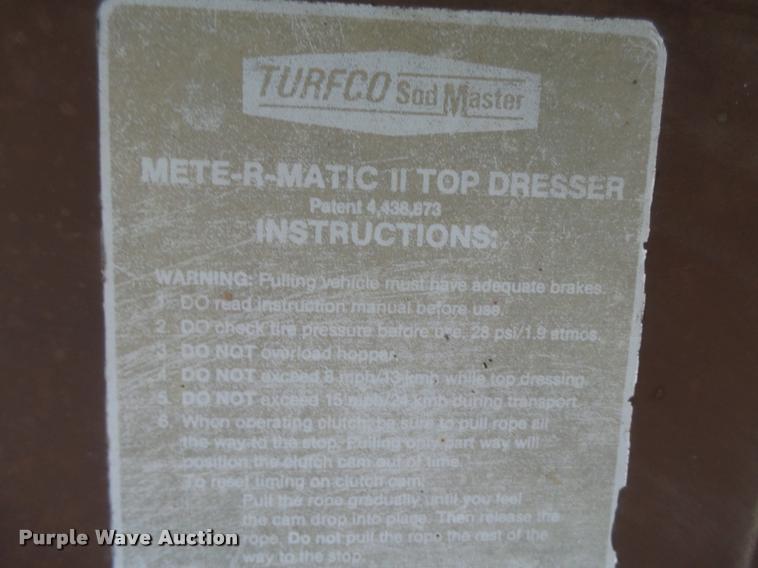 TURFCO Sod Master
METE-R-MATIC II TOP DRESSER
Patent 4,438,873
INSTRUCTIONS:
WARNING: Pulling vehicle must have adequate brakes.
1. DO read instruction manual before use.
2. DO check tire pressure before use, 28 psi/1.9 atmos.
3. DO NOT overload hopper.
4. DO NOT exceed 8 mph/13 kmh while top dressing.
5. DO NOT exceed 15 mph/24 kmh during transport.
6. When operating clutch, be sure to pull rope all
the way to the stop. Pulling only part way will
position the clutch cam out of time.
To reset timing on clutch cam:
Pull the rope gradually until you feel
the cam drop into place. Then release the
rope. Do not pull the rope the rest of the
way to the stop.
Purple Wave Auction